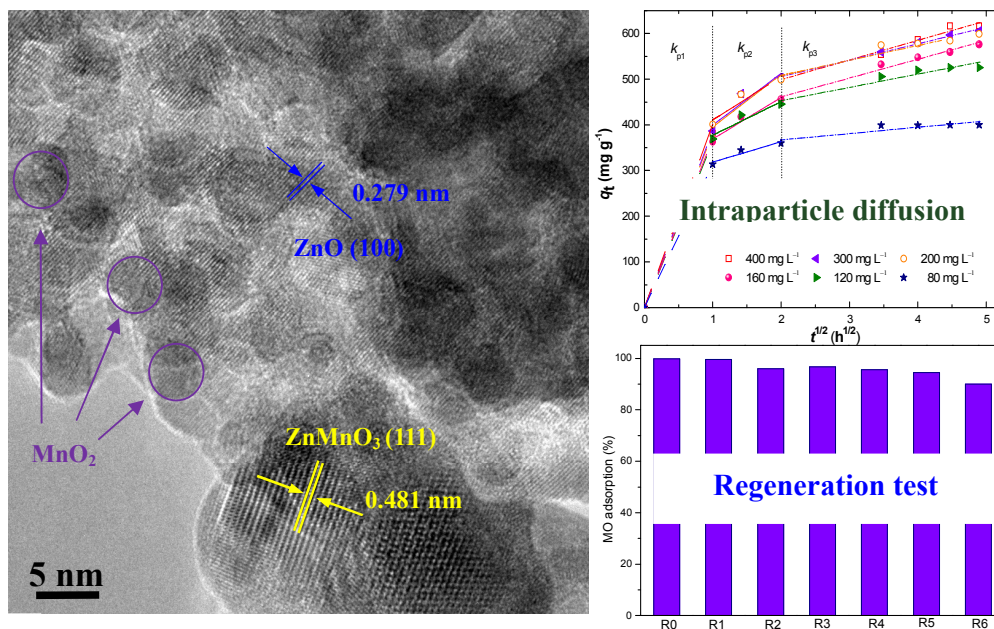 0.279 nm
ZnO (100)
MnO₂
ZnMnO₃ (111)
0.481 nm
5 nm
600
500
400
300
200
100
0
qₜ (mg g⁻¹)
kₚ₁
kₚ₂
kₚ₃
Intraparticle diffusion
400 mg L⁻¹
300 mg L⁻¹
200 mg L⁻¹
160 mg L⁻¹
120 mg L⁻¹
80 mg L⁻¹
0 1 2 3 4 5
t^1/2 (h^1/2)
100
80
60
40
20
0
MO adsorption (%)
Regeneration test
R0 R1 R2 R3 R4 R5 R6